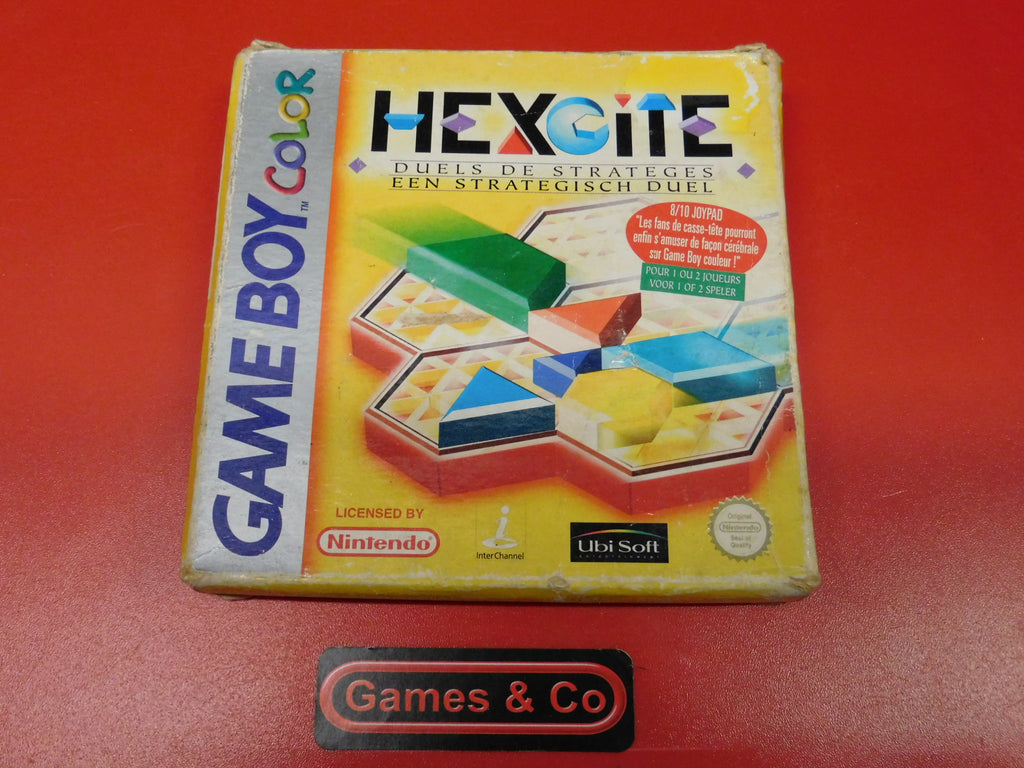 GAME BOY COLOR
TM
HEXCITE
DUELS DE STRATEGES
EEN STRATEGISCH DUEL
8/10 JOYPAD
"Les fans de casse-tête pourront
enfin s'amuser de façon cérébrale
sur Game Boy couleur !"
POUR 1 OU 2 JOUEURS
VOOR 1 OF 2 SPELER
LICENSED BY
Nintendo
i
InterChannel
Ubi Soft
entertainment
Original
Nintendo
Seal of
Quality
Games & Co